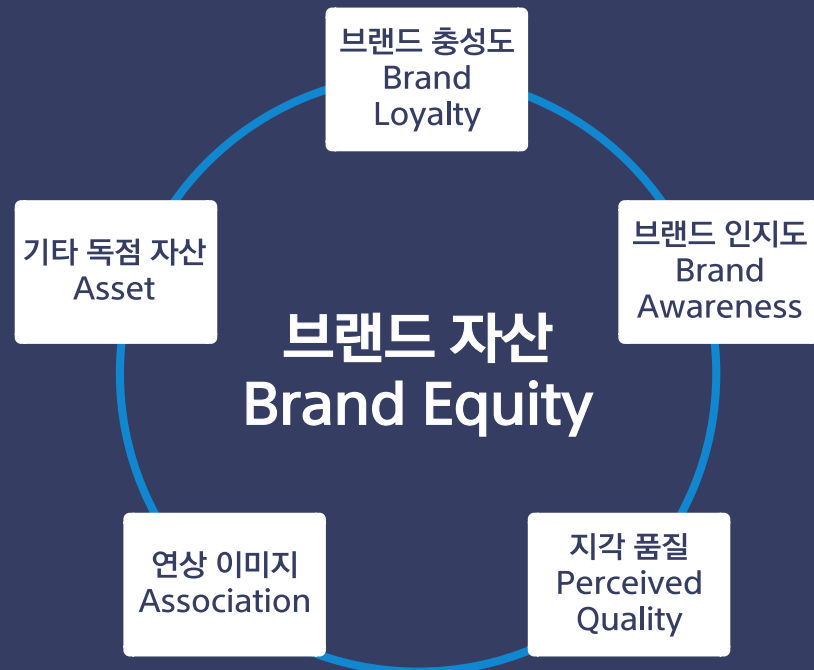 브랜드 충성도
Brand
Loyalty
브랜드 인지도
Brand
Awareness
기타 독점 자산
Asset
브랜드 자산
Brand Equity
연상 이미지
Association
지각 품질
Perceived
Quality